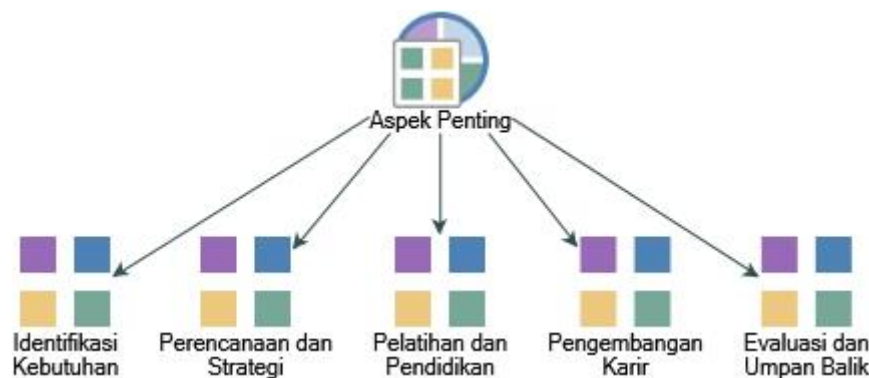 Aspek Penting
Identifikasi
Kebutuhan
Perencanaan dan
Strategi
Pelatihan dan
Pendidikan
Pengembangan
Karir
Evaluasi dan
Umpan Balik